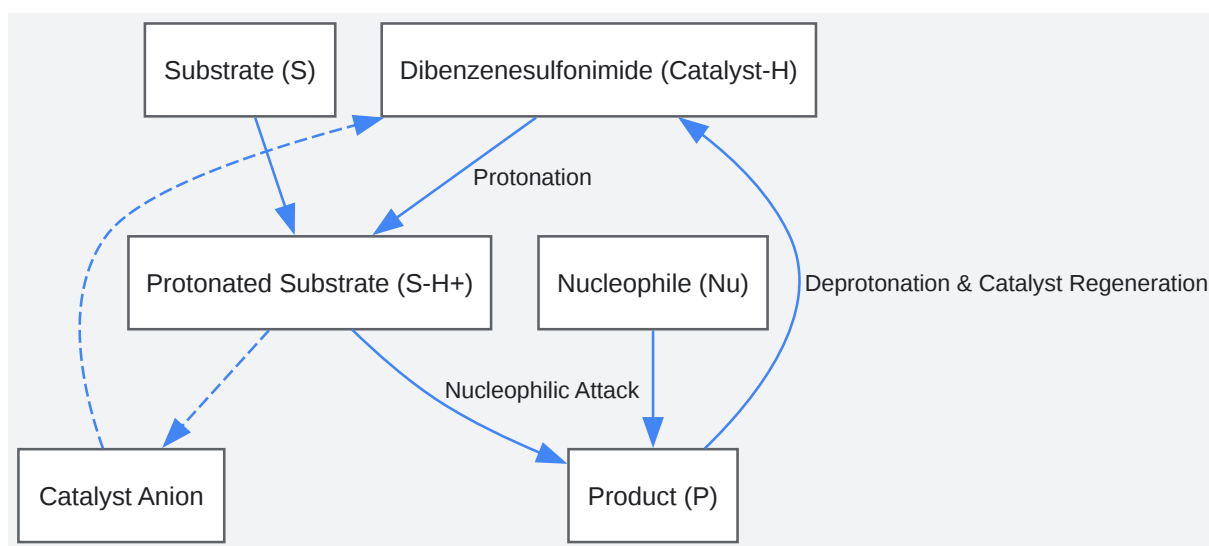 Substrate (S)
Dibenzenesulfonimide (Catalyst-H)
Protonation
Protonated Substrate (S-H+)
Nucleophile (Nu)
Deprotonation & Catalyst Regeneration
Nucleophilic Attack
Catalyst Anion
Product (P)